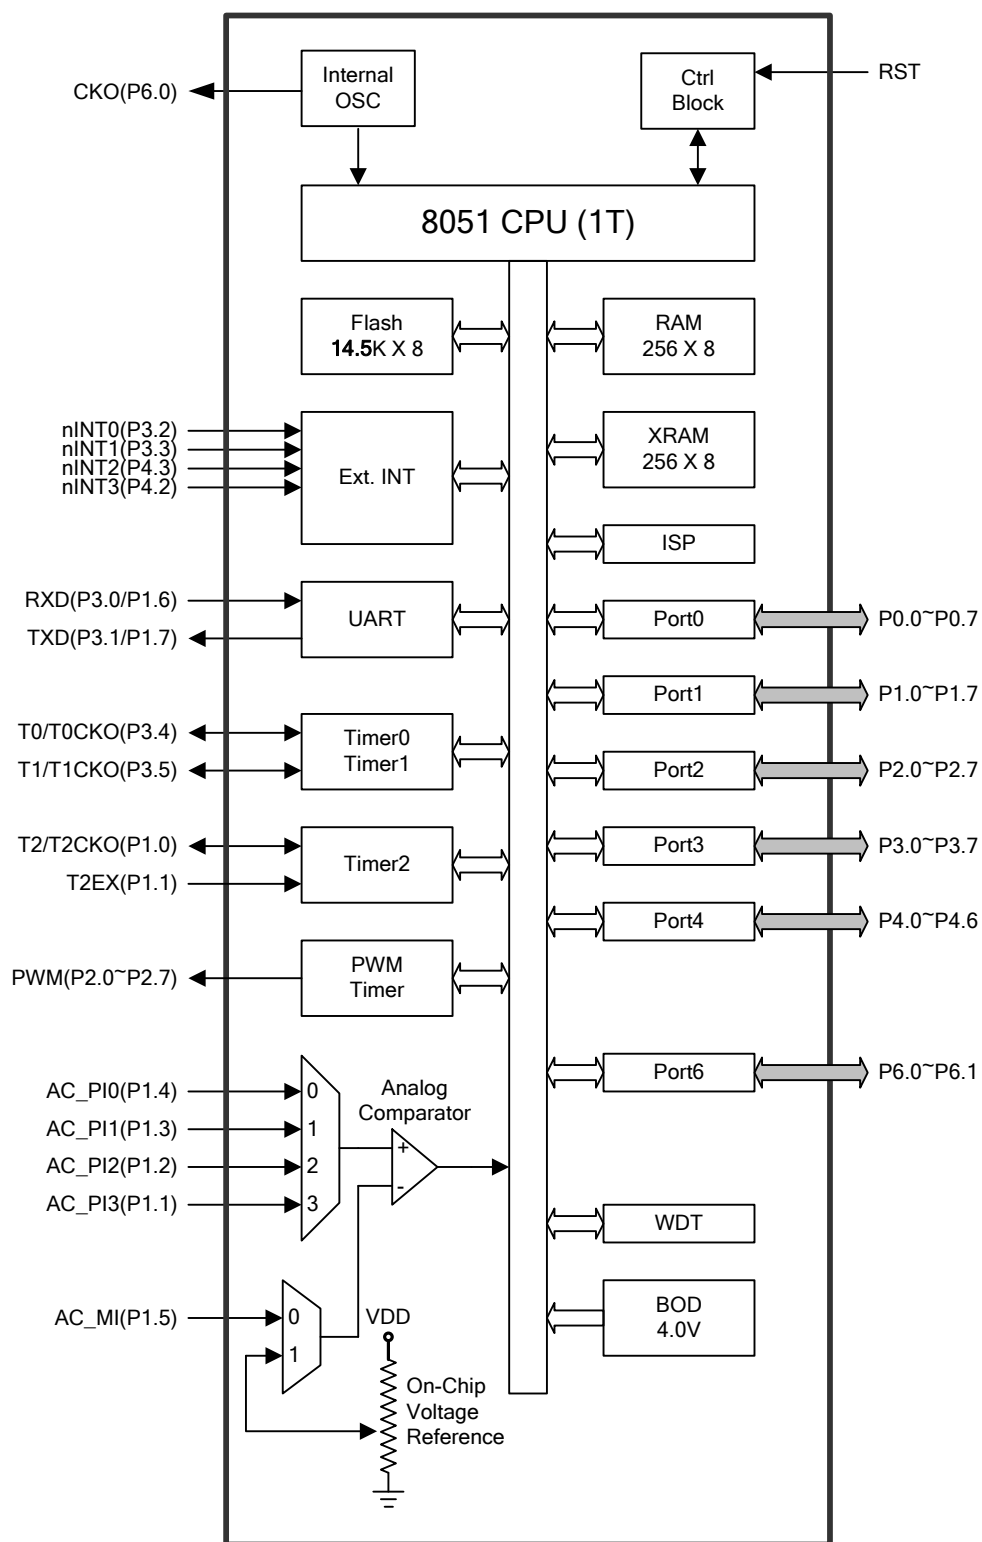 CKO(P6.0)
Internal
OSC
Ctrl
Block
RST
8051 CPU (1T)
Flash
14.5K X 8
RAM
256 X 8
nINT0(P3.2)
nINT1(P3.3)
nINT2(P4.3)
nINT3(P4.2)
Ext. INT
XRAM
256 X 8
ISP
RXD(P3.0/P1.6)
TXD(P3.1/P1.7)
UART
Port0
P0.0~P0.7
Port1
P1.0~P1.7
T0/T0CKO(P3.4)
T1/T1CKO(P3.5)
Timer0
Timer1
Port2
P2.0~P2.7
T2/T2CKO(P1.0)
T2EX(P1.1)
Timer2
Port3
P3.0~P3.7
Port4
P4.0~P4.6
PWM(P2.0~P2.7)
PWM
Timer
Port6
P6.0~P6.1
AC_PI0(P1.4)
AC_PI1(P1.3)
AC_PI2(P1.2)
AC_PI3(P1.1)
0
1
2
3
Analog
Comparator
+
-
WDT
AC_MI(P1.5)
0
1
VDD
BOD
4.0V
On-Chip
Voltage
Reference